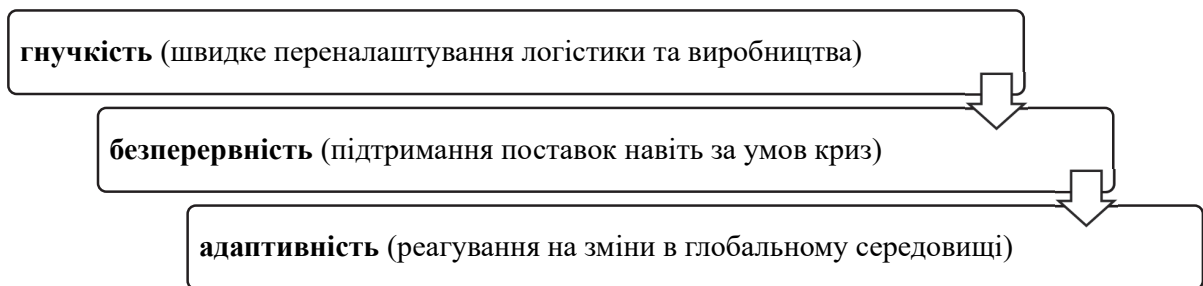 гнучкість (швидке переналаштування логістики та виробництва)
безперервність (підтримання поставок навіть за умов криз)
адаптивність (реагування на зміни в глобальному середовищі)